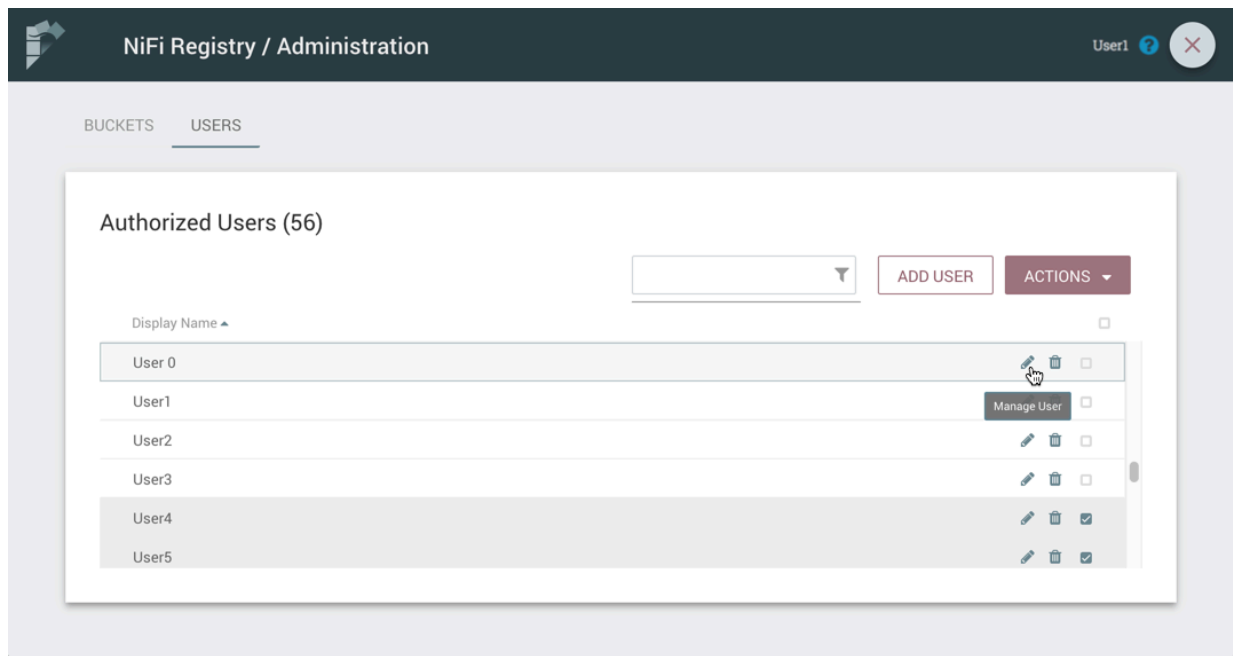 NiFi Registry / Administration
User1
BUCKETS USERS
Authorized Users (56)
ADD USER ACTIONS
Display Name
User 0
User1
Manage User
User2
User3
User4
User5